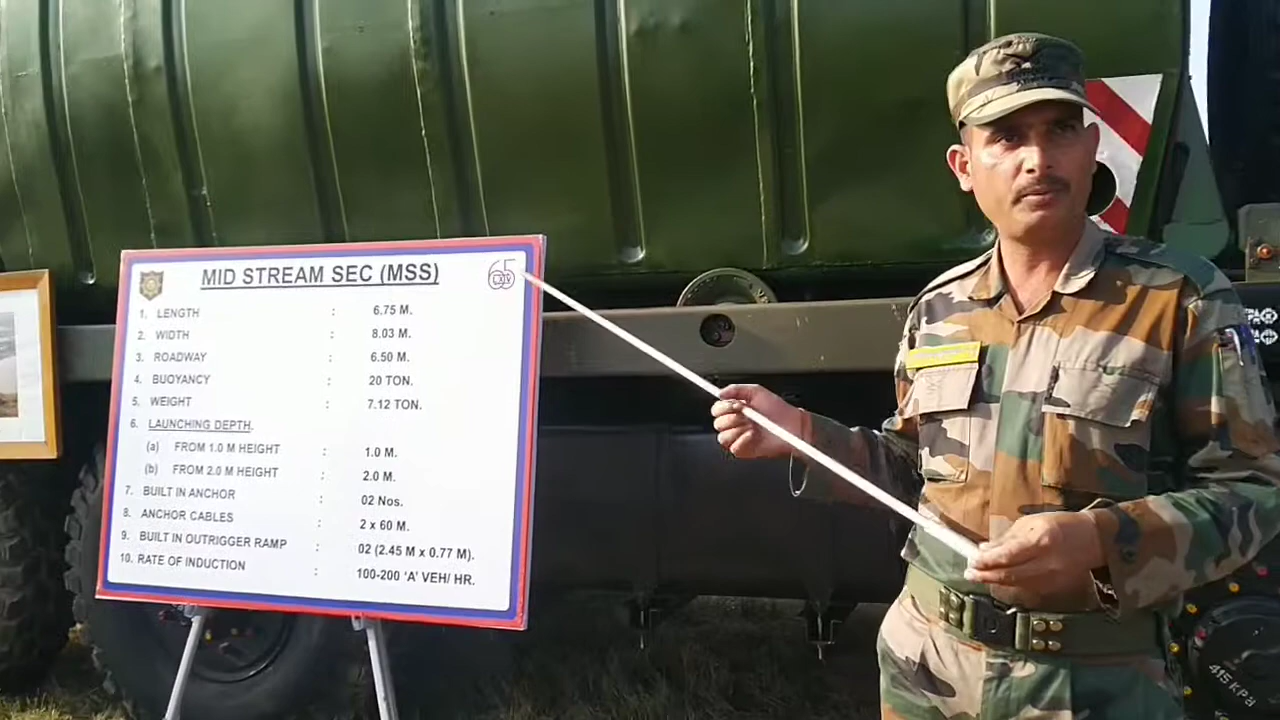 MID STREAM SEC (MSS)
65
1. LENGTH : 6.75 M.
2. WIDTH : 8.03 M.
3. ROADWAY : 6.50 M.
4. BUOYANCY : 20 TON.
5. WEIGHT : 7.12 TON.
6. LAUNCHING DEPTH.
(a) FROM 1.0 M HEIGHT : 1.0 M.
(b) FROM 2.0 M HEIGHT : 2.0 M.
7. BUILT IN ANCHOR : 02 Nos.
8. ANCHOR CABLES : 2 x 60 M.
9. BUILT IN OUTRIGGER RAMP : 02 (2.45 M x 0.77 M).
10. RATE OF INDUCTION : 100-200 'A' VEH/ HR.
415 KPa